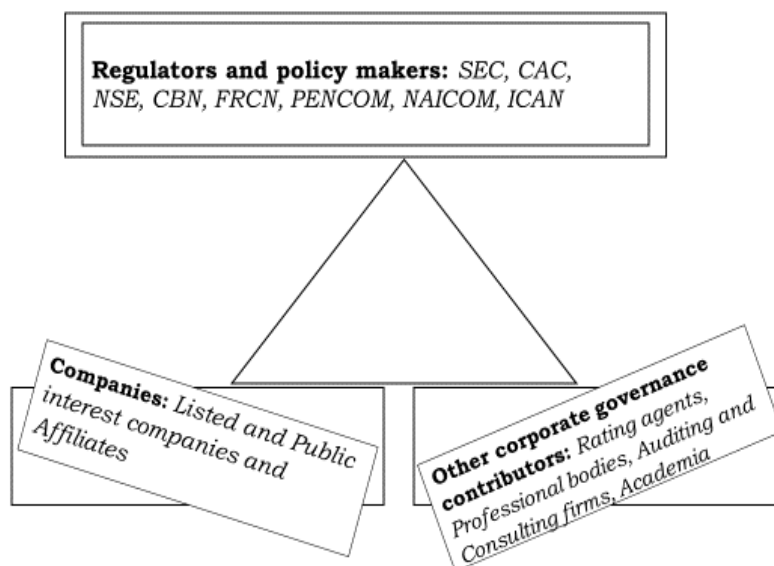 Regulators and policy makers: SEC, CAC,
NSE, CBN, FRCN, PENCOM, NAICOM, ICAN
Companies: Listed and Public
interest companies and
Affiliates
Other corporate governance
contributors: Rating agents,
Professional bodies, Auditing and
Consulting firms, Academia